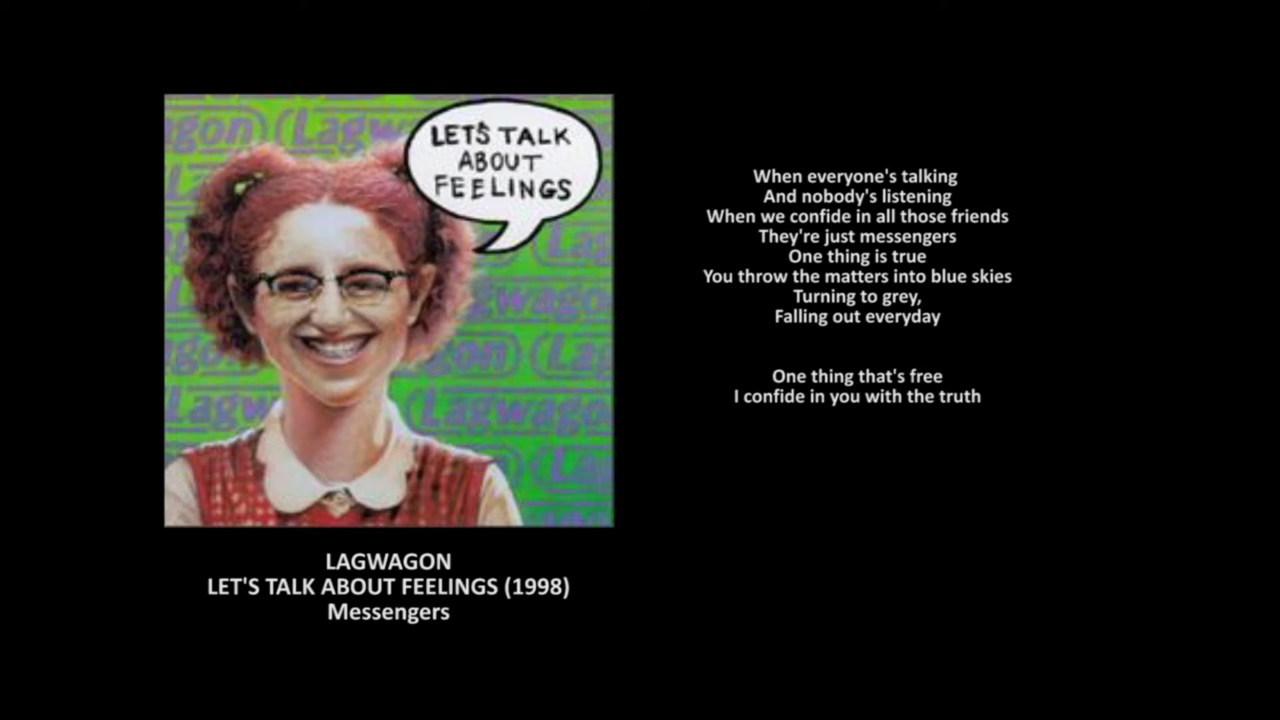 LET'S TALK
ABOUT
FEELINGS
LAGWAGON
LET'S TALK ABOUT FEELINGS (1998)
Messengers
When everyone's talking
And nobody's listening
When we confide in all those friends
They're just messengers
One thing is true
You throw the matters into blue skies
Turning to grey,
Falling out everyday
One thing that's free
I confide in you with the truth